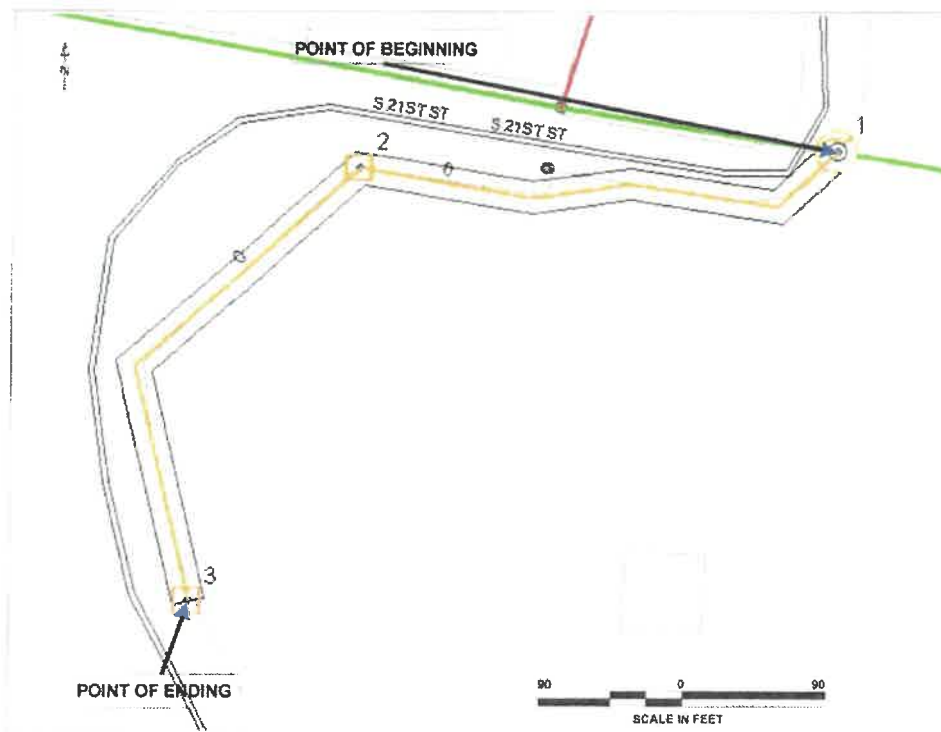 POINT OF BEGINNING
S 21ST ST
S 21ST ST
1
2
3
POINT OF ENDING
90 0 90
SCALE IN FEET